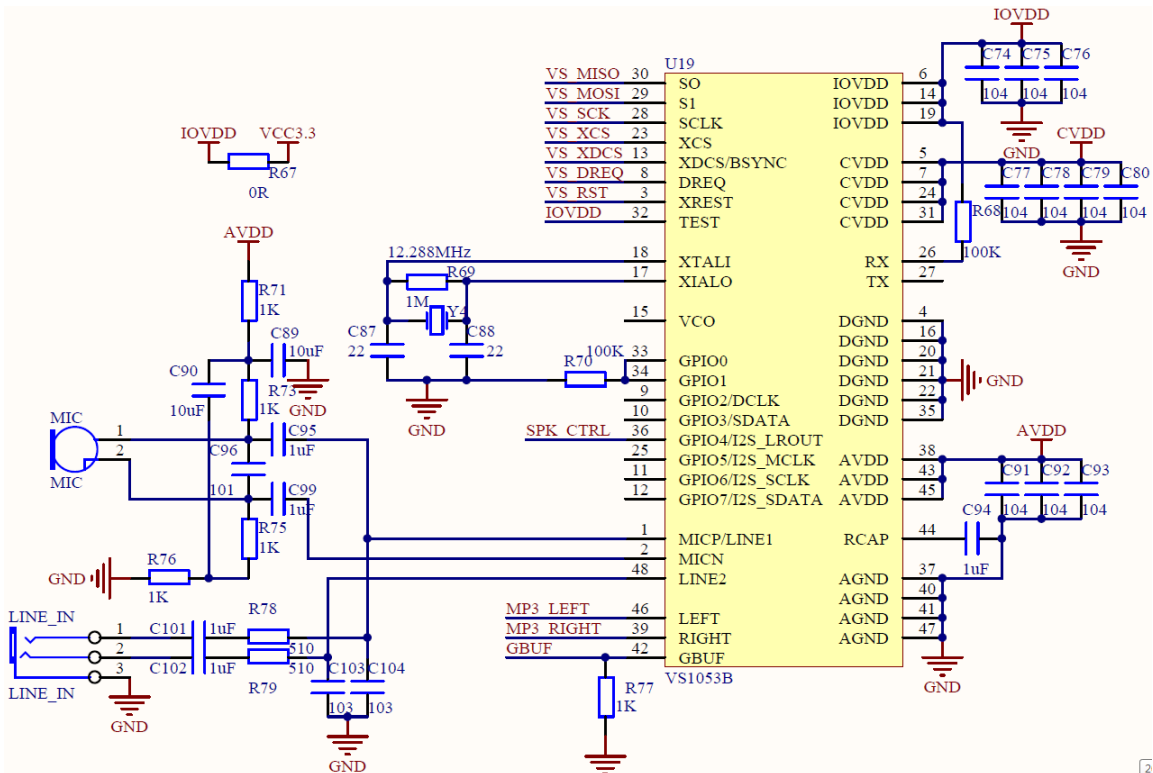 IOVDD
C74 C75 C76
104 104 104
GND
U19
VS_MISO 30 SO IOVDD 6
VS_MOSI 29 S1 IOVDD 14
VS_SCK 28 SCLK IOVDD 19
VS_XCS 23 XCS
VS_XDCS 13 XDCS/BSYNC CVDD 5
VS_DREQ 8 DREQ CVDD 7
VS_RST 3 XREST CVDD 24
IOVDD 32 TEST CVDD 31
CVDD
C77 C78 C79 C80
104 104 104 104
GND
R68
100K
IOVDD VCC3.3
R67
0R
12.288MHz
18 XTALI RX 26
17 XIALO TX 27
R69
1M
Y4
C87
22
C88
22
GND
15 VCO DGND 4
DGND 16
33 GPIO0 DGND 20
34 GPIO1 DGND 21
9 GPIO2/DCLK DGND 22
10 GPIO3/SDATA DGND 35
GND
100K
R70
SPK_CTRL 36 GPIO4/I2S_LROUT
25 GPIO5/I2S_MCLK AVDD 38
11 GPIO6/I2S_SCLK AVDD 43
12 GPIO7/I2S_SDATA AVDD 45
AVDD
C91 C92 C93
104 104 104
1 MICP/LINE1 RCAP 44
C94
1uF
2 MICN
48 LINE2 AGND 37
AGND 40
MP3_LEFT 46 LEFT AGND 41
MP3_RIGHT 39 RIGHT AGND 47
GBUF 42 GBUF
VS1053B
GND
R77
1K
AVDD
R71
1K
C89
10uF
GND
C90
10uF
R73
1K
MIC
1
2
MIC
C95
1uF
C96
101
C99
1uF
R75
1K
R76
1K
GND
LINE_IN
1
2
3
LINE_IN
GND
C101 1uF
C102 1uF
R78
510
510
R79
C103 C104
103 103
GND